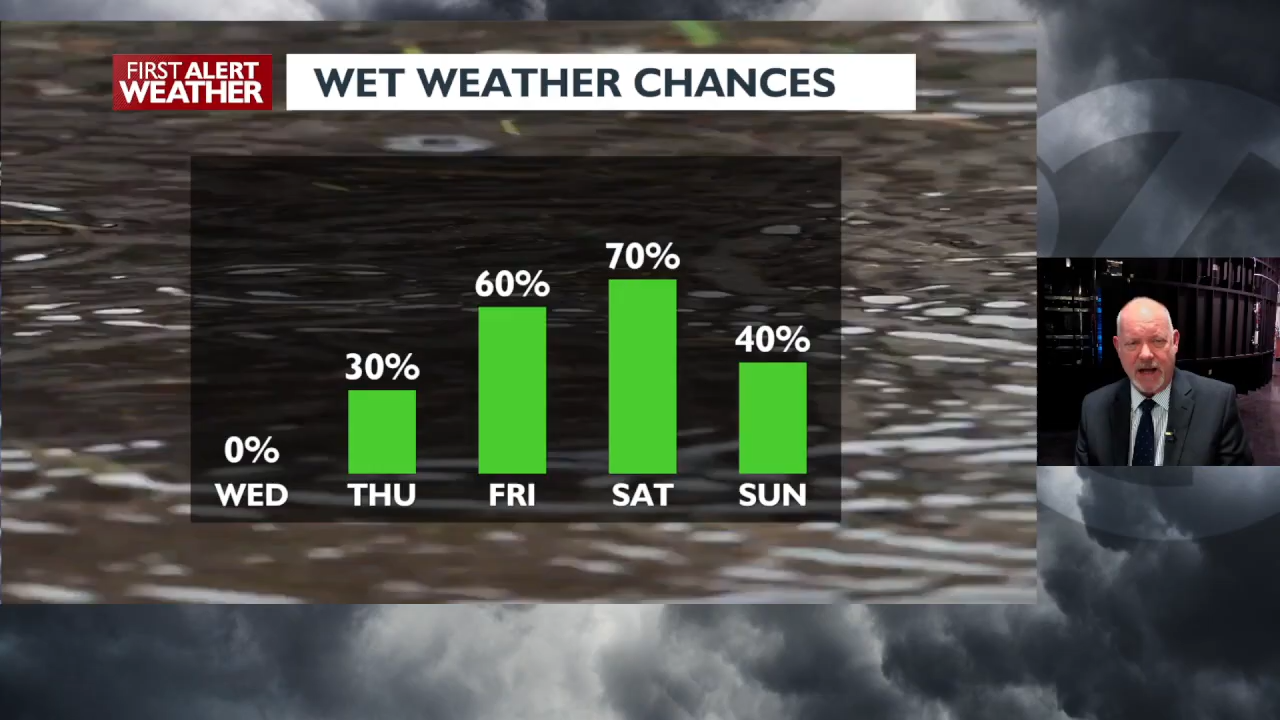 FIRST ALERT
WEATHER
WET WEATHER CHANCES
0%
30%
60%
70%
40%
WED
THU
FRI
SAT
SUN